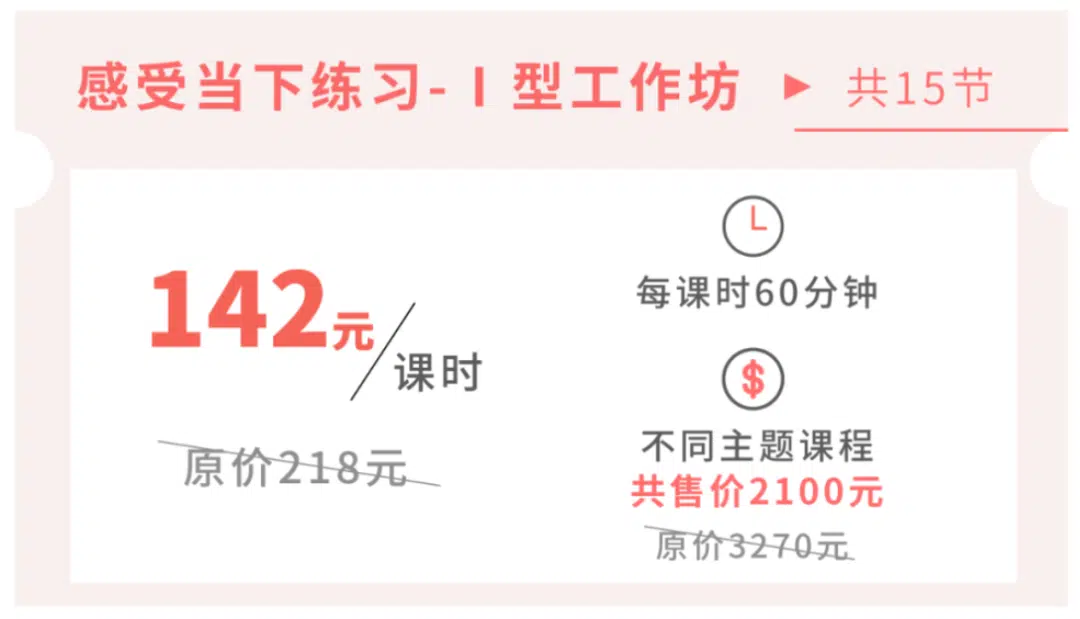 感受当下练习-Ⅰ型工作坊 ▶ 共15节
142元/课时
原价218元
每课时60分钟
$
不同主题课程
共售价2100元
原价3270元